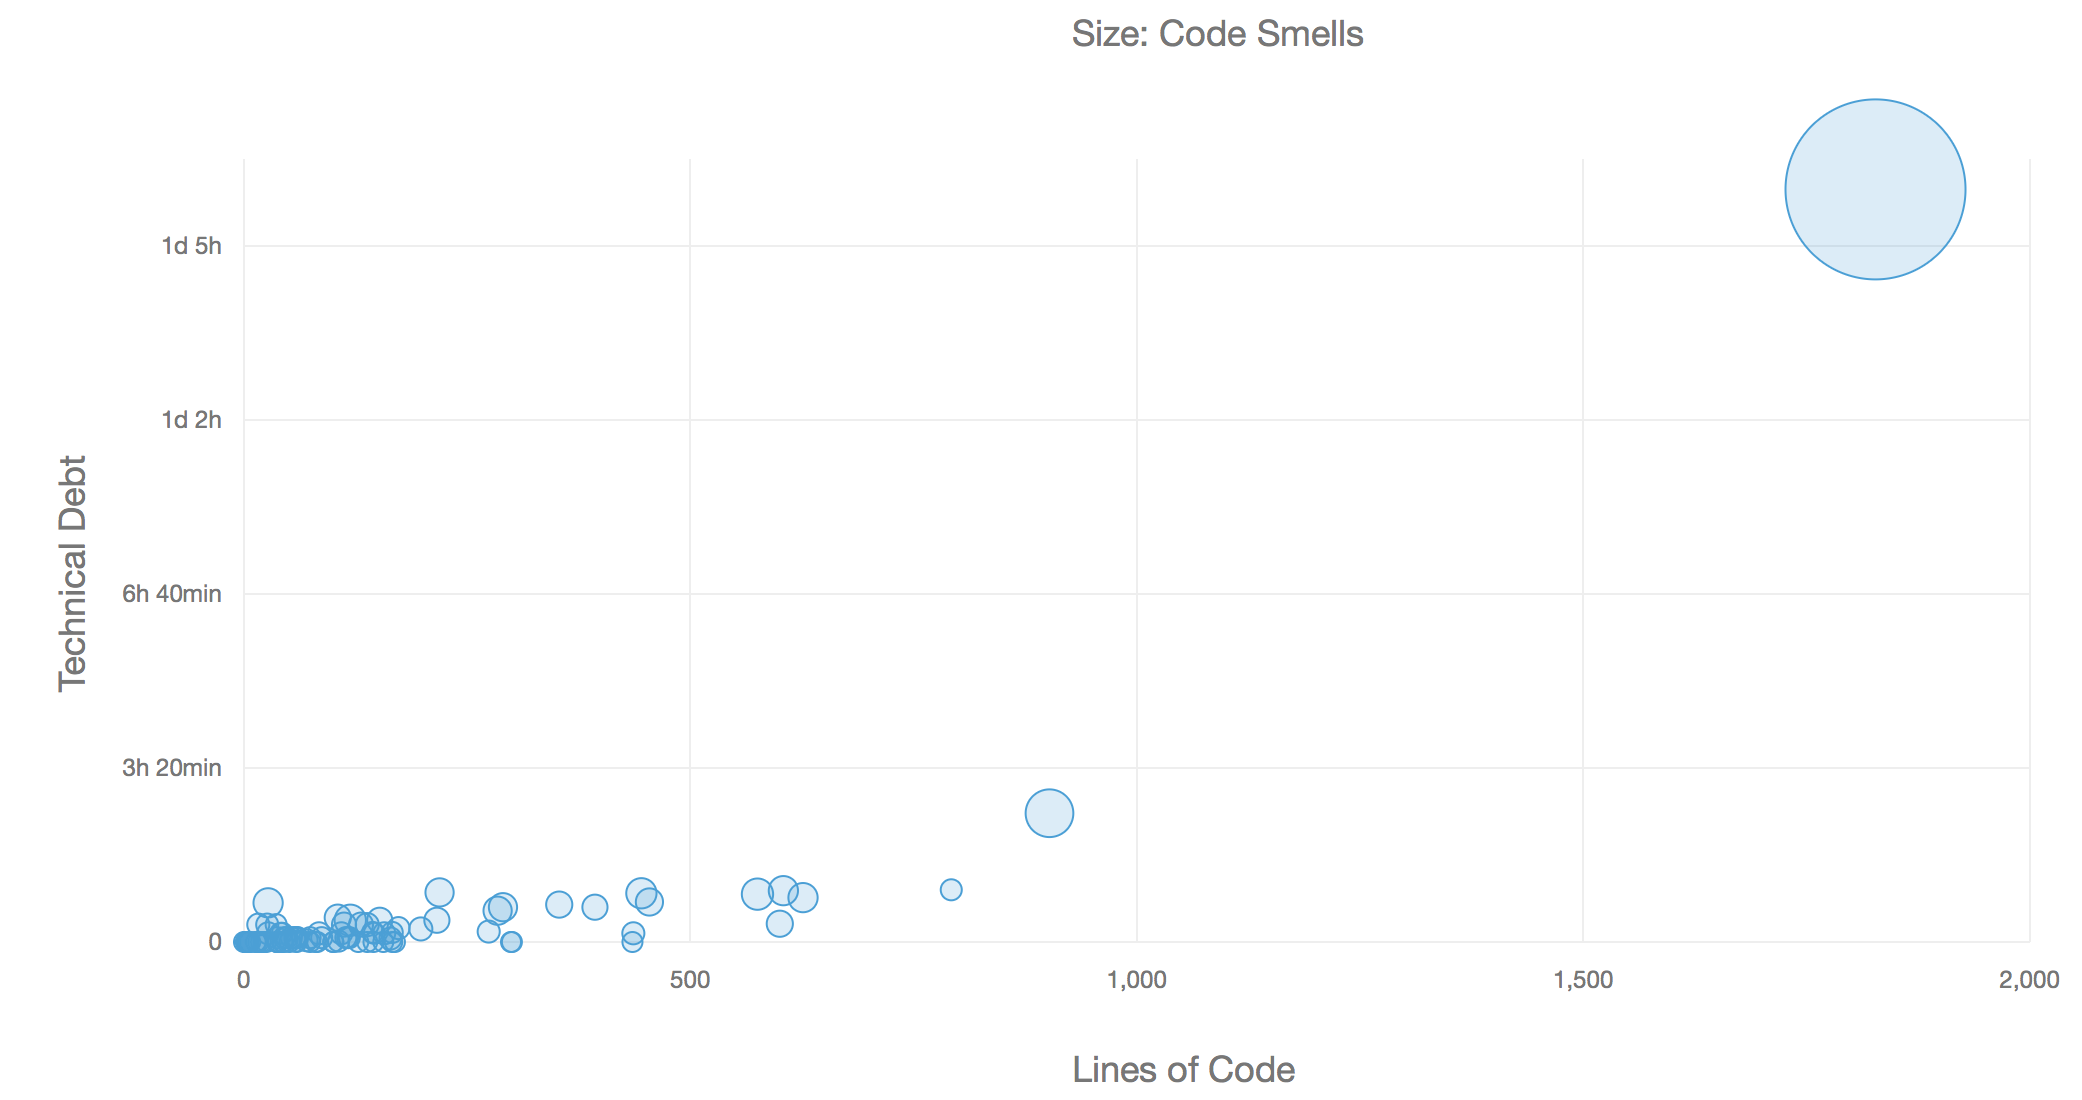 Size: Code Smells
Technical Debt
1d 5h
1d 2h
6h 40min
3h 20min
0
0 500 1,000 1,500 2,000
Lines of Code